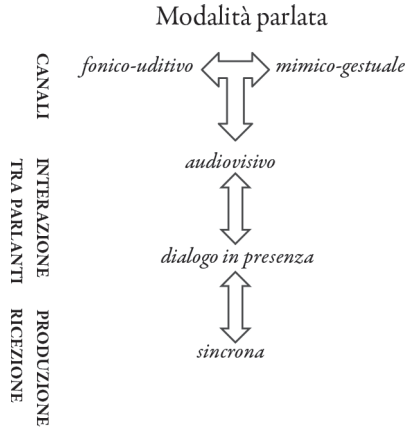 Modalità parlata
CANALI
fonico-uditivo
mimico-gestuale
audiovisivo
INTERAZIONE
TRA PARLANTI
dialogo in presenza
PRODUZIONE
RICEZIONE
sincrona